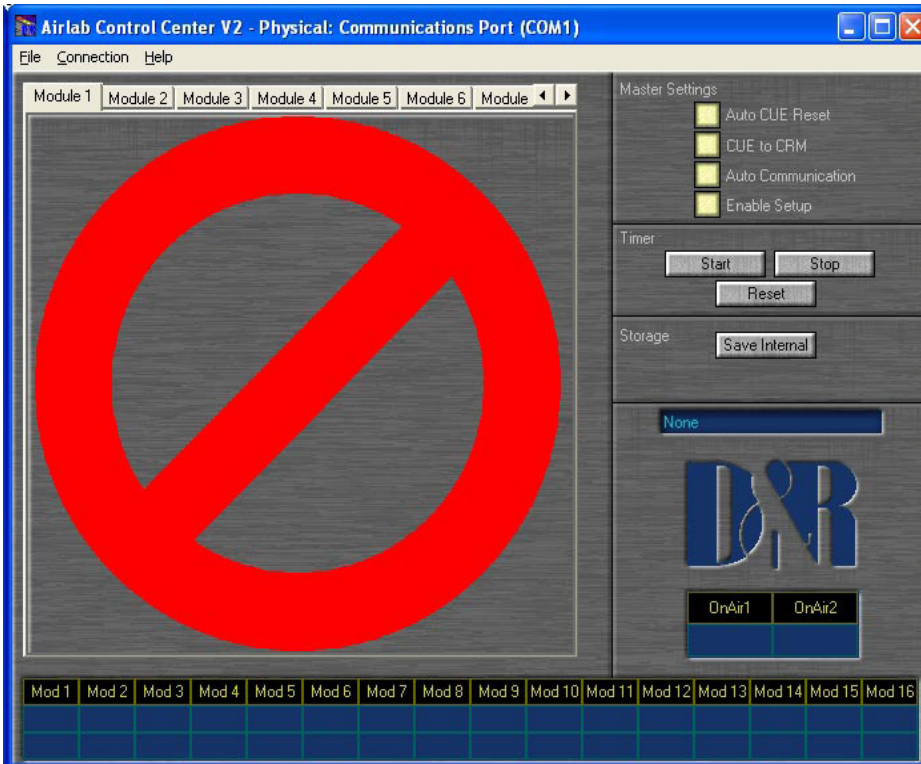 Airlab Control Center V2 - Physical: Communications Port (COM1)
File Connection Help
Module 1 Module 2 Module 3 Module 4 Module 5 Module 6 Module
Master Settings
Auto CUE Reset
CUE to CRM
Auto Communication
Enable Setup
Timer
Start Stop
Reset
Storage
Save Internal
None
D&R
OnAir1 OnAir2
Mod 1 Mod 2 Mod 3 Mod 4 Mod 5 Mod 6 Mod 7 Mod 8 Mod 9 Mod 10 Mod 11 Mod 12 Mod 13 Mod 14 Mod 15 Mod 16